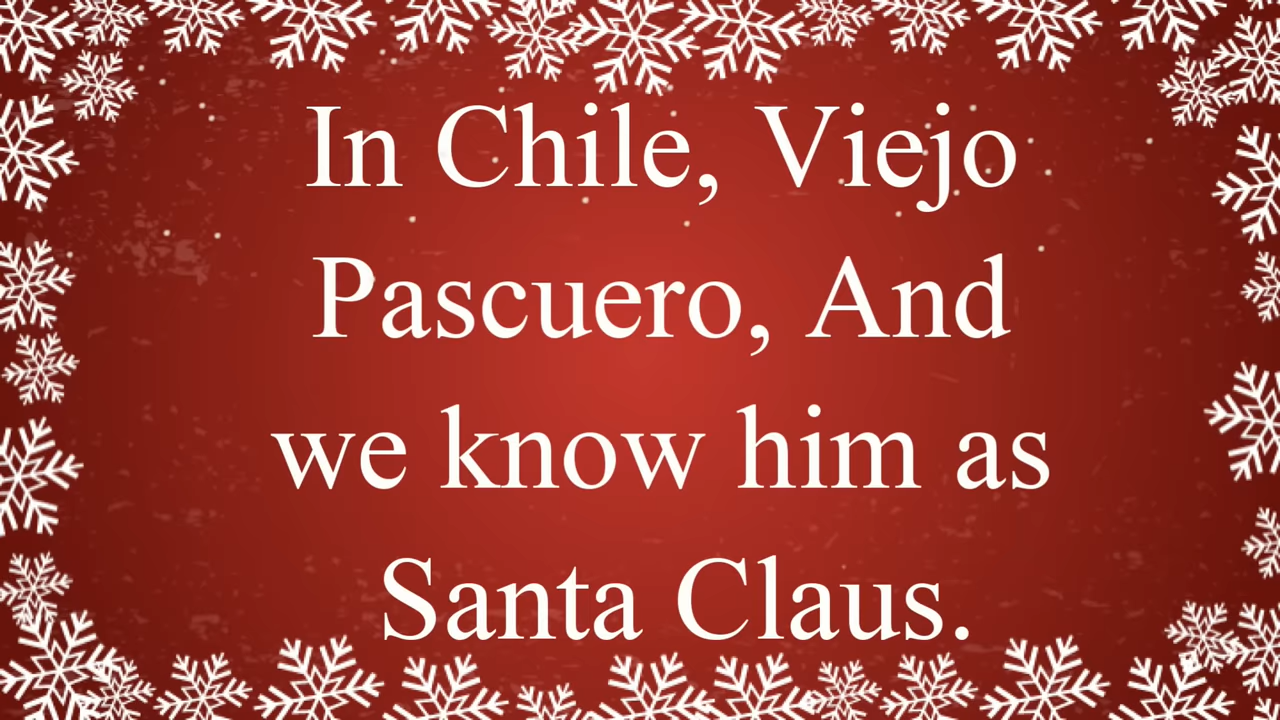 In Chile, Viejo
Pascuero, And
we know him as
Santa Claus.